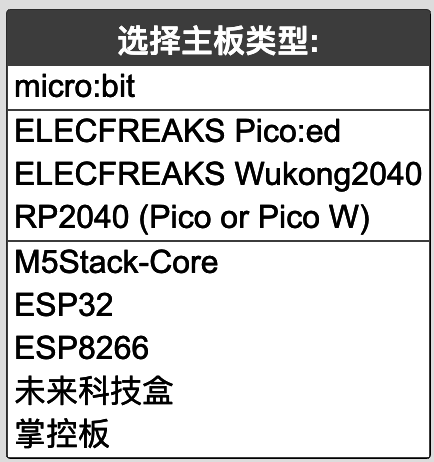 选择主板类型:
micro:bit
ELECFREAKS Pico:ed
ELECFREAKS Wukong2040
RP2040 (Pico or Pico W)
M5Stack-Core
ESP32
ESP8266
未来科技盒
掌控板